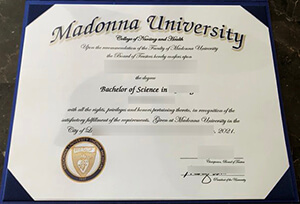 Madonna University
College of Nursing and Health
Upon the recommendation of the Faculty of Madonna University
the Board of Trustees hereby confers upon
the degree
Bachelor of Science in
with all the rights, privileges and honors pertaining thereto, in recognition of the
satisfactory fulfillment of the requirements. Given at Madonna University in the
City of Li , 2021.
Chairperson, Board of Trustees
President of the University